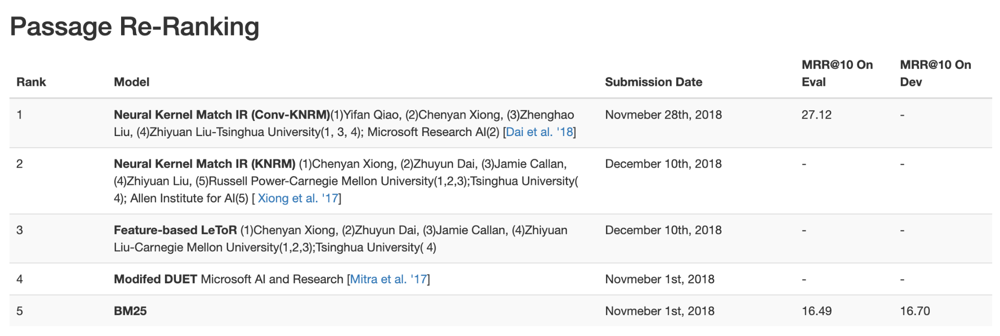 Passage Re-Ranking
Rank Model Submission Date MRR@10 On Eval MRR@10 On Dev
1 Neural Kernel Match IR (Conv-KNRM)(1)Yifan Qiao, (2)Chenyan Xiong, (3)Zhenghao Novmeber 28th, 2018 27.12 -
Liu, (4)Zhiyuan Liu-Tsinghua University(1, 3, 4); Microsoft Research AI(2) [Dai et al. '18]
2 Neural Kernel Match IR (KNRM) (1)Chenyan Xiong, (2)Zhuyun Dai, (3)Jamie Callan, December 10th, 2018 - -
(4)Zhiyuan Liu, (5)Russell Power-Carnegie Mellon University(1,2,3);Tsinghua University(
4); Allen Institute for AI(5) [ Xiong et al. '17]
3 Feature-based LeToR (1)Chenyan Xiong, (2)Zhuyun Dai, (3)Jamie Callan, (4)Zhiyuan December 10th, 2018 - -
Liu-Carnegie Mellon University(1,2,3);Tsinghua University( 4)
4 Modifed DUET Microsoft AI and Research [Mitra et al. '17] Novmeber 1st, 2018 - -
5 BM25 Novmeber 1st, 2018 16.49 16.70